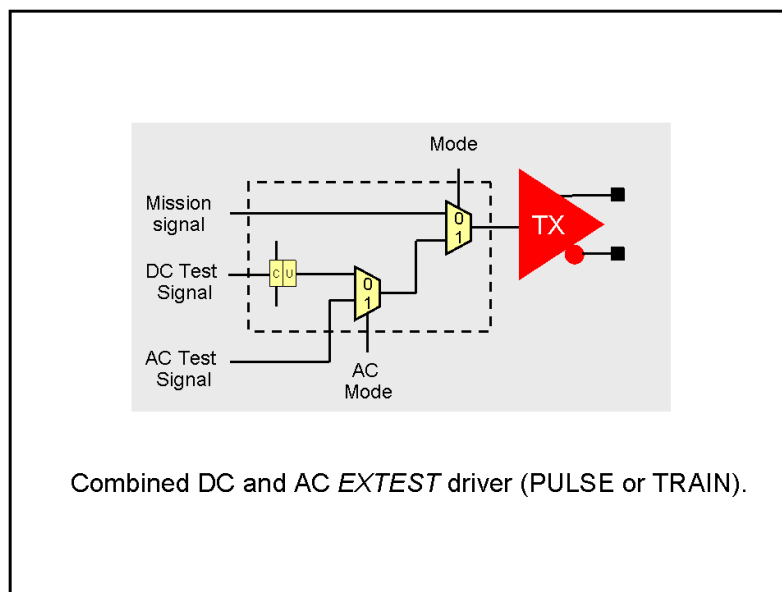 Mode
Mission
signal
0
1
TX
DC Test
Signal
C U
0
1
AC Test
Signal
AC
Mode
Combined DC and AC EXTEST driver (PULSE or TRAIN).